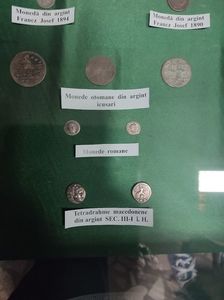 Monedă din argint
Franz Josef 1894
Monedă din argint
Franz Josef 1890
Monede otomane din argint
icusari
Monede romane
Tetradrahme macedonene
din argint SEC. III-I î. H.